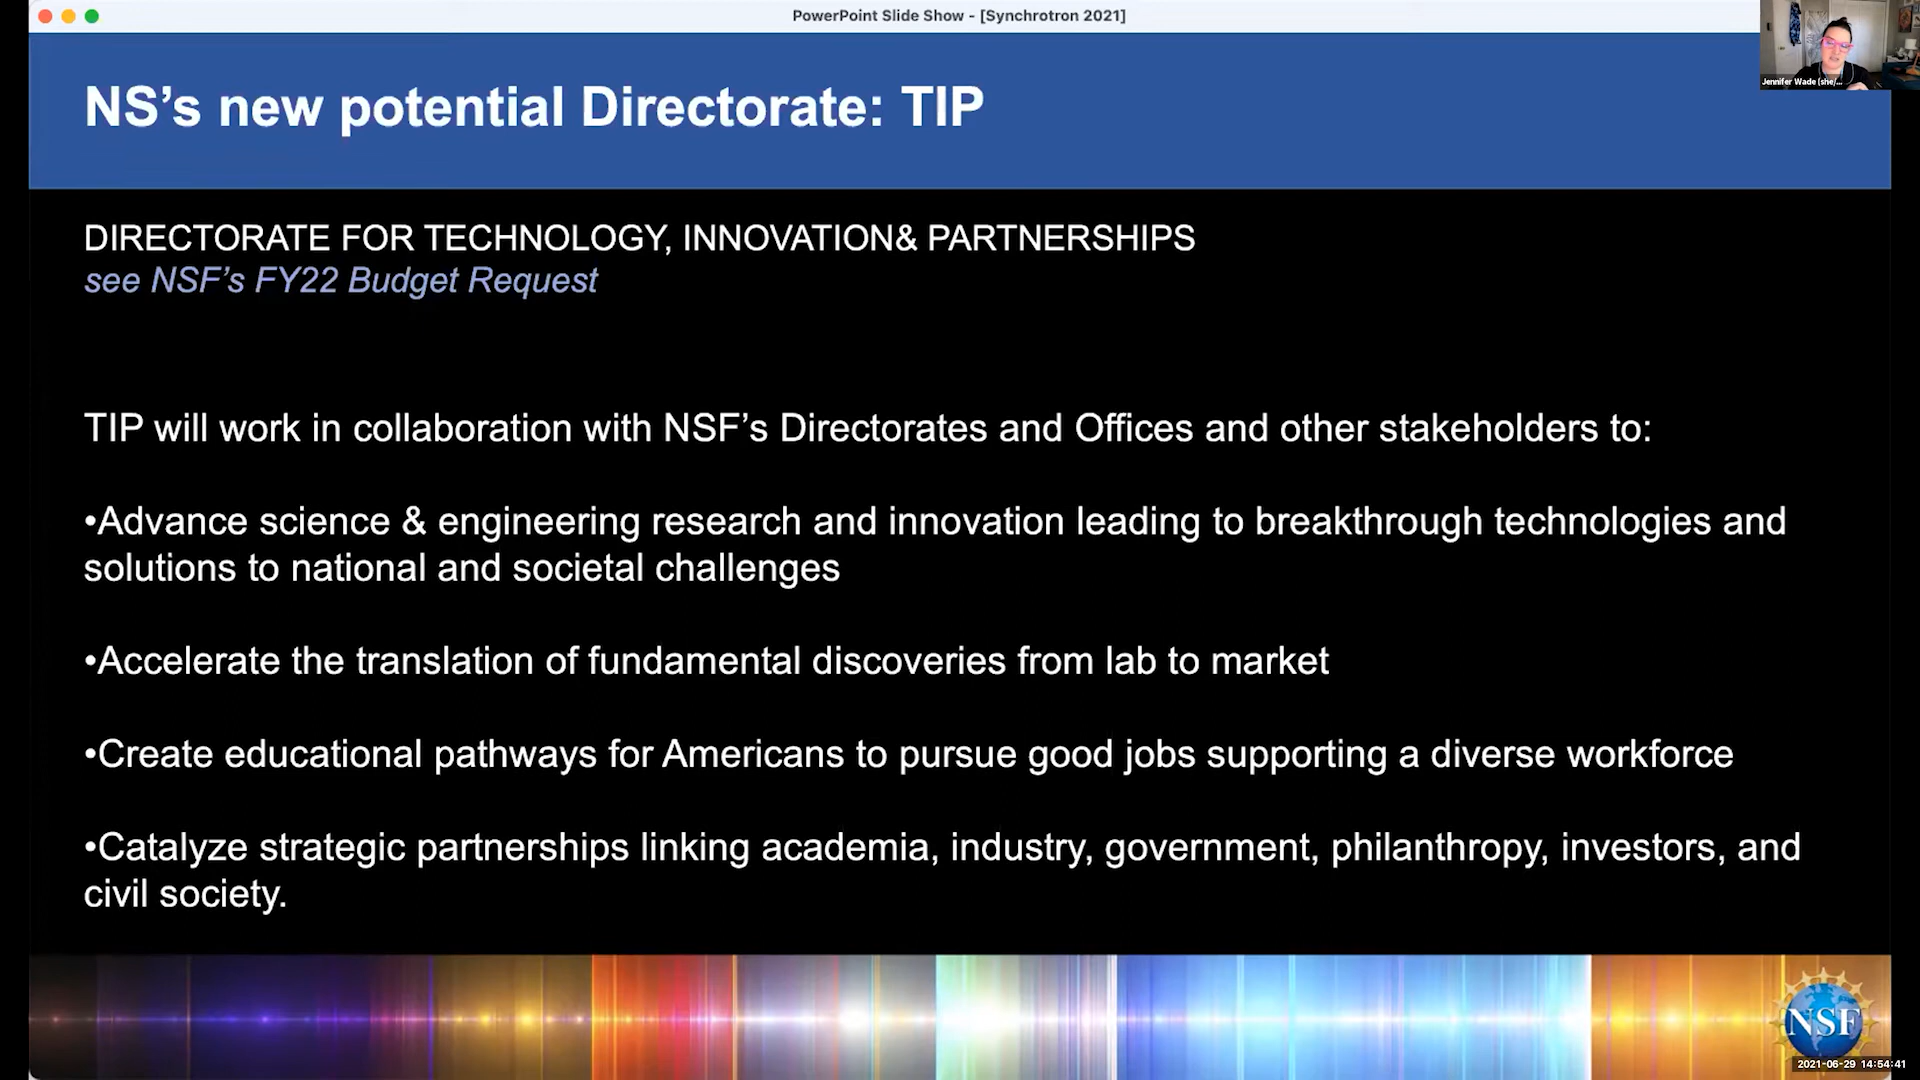 PowerPoint Slide Show - [Synchrotron 2021]
Jennifer Wade (she/...
NS’s new potential Directorate: TIP
DIRECTORATE FOR TECHNOLOGY, INNOVATION& PARTNERSHIPS
see NSF’s FY22 Budget Request
TIP will work in collaboration with NSF’s Directorates and Offices and other stakeholders to:
•Advance science & engineering research and innovation leading to breakthrough technologies and
solutions to national and societal challenges
•Accelerate the translation of fundamental discoveries from lab to market
•Create educational pathways for Americans to pursue good jobs supporting a diverse workforce
•Catalyze strategic partnerships linking academia, industry, government, philanthropy, investors, and
civil society.
NSF
2021-06-29 14:54:41